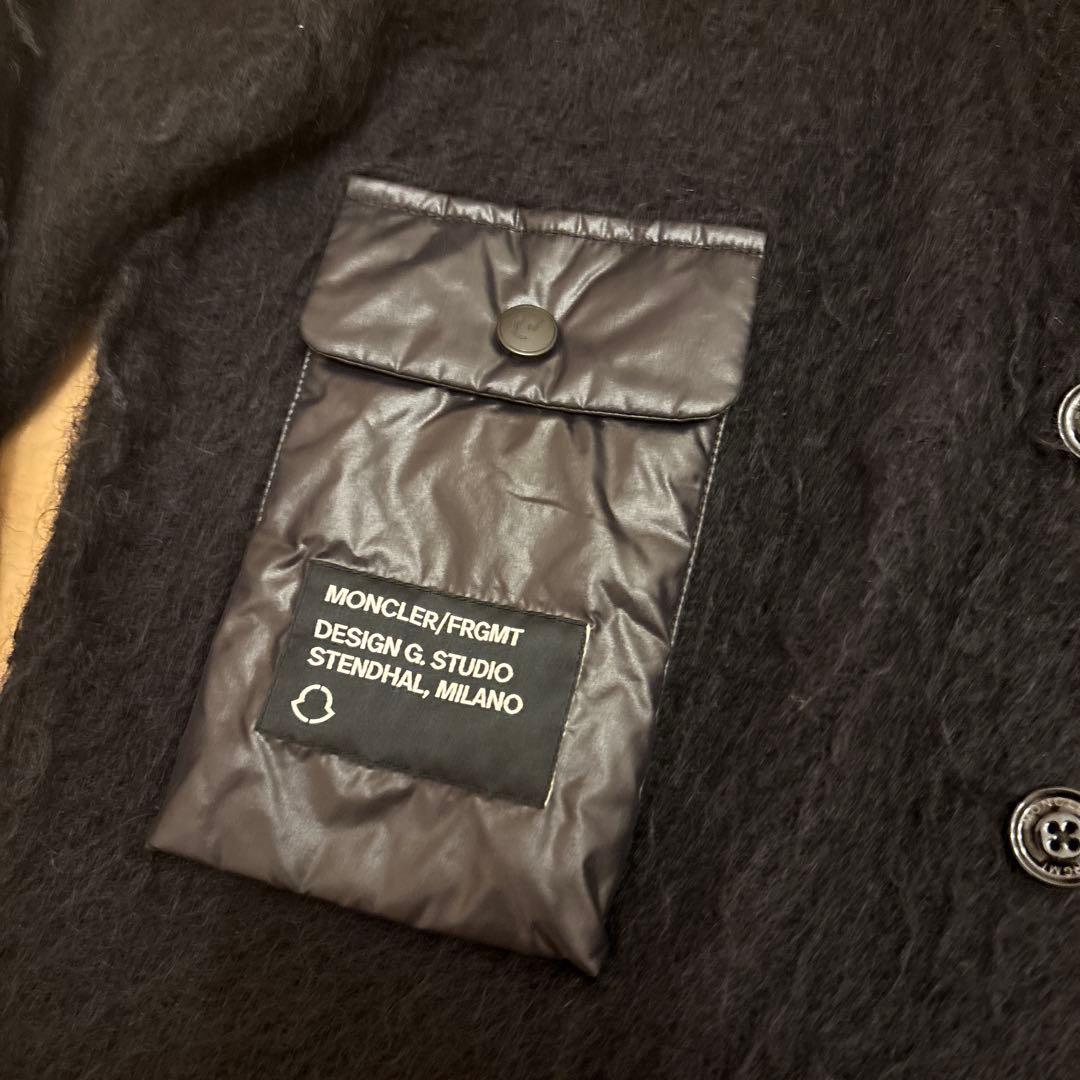 MONCLER/FRGMT
DESIGN G. STUDIO
STENDHAL, MILANO